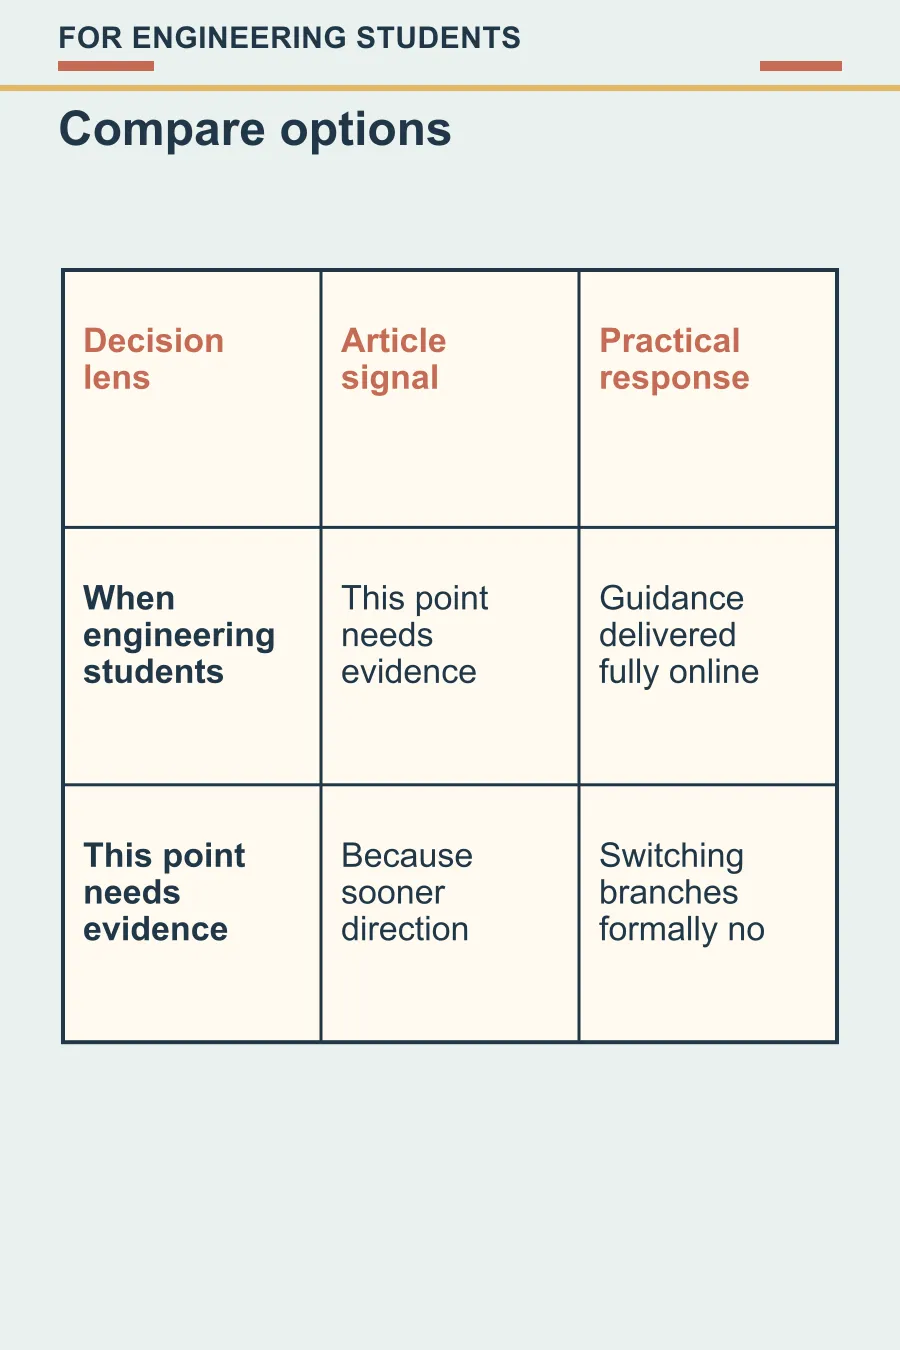 FOR ENGINEERING STUDENTS
Compare options
Decision
lens
Article
signal
Practical
response
When
engineering
students
This point
needs
evidence
Guidance
delivered
fully online
This point
needs
evidence
Because
sooner
direction
Switching
branches
formally no